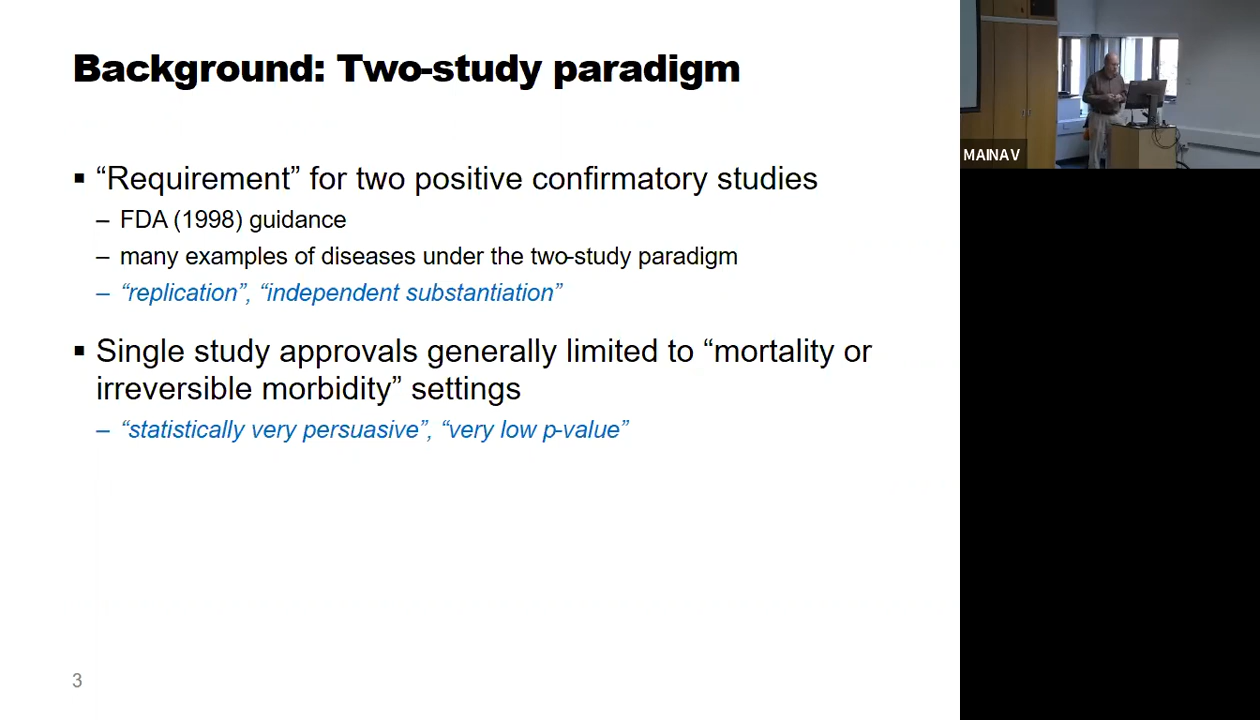 Background: Two-study paradigm
▪ “Requirement” for two positive confirmatory studies
– FDA (1998) guidance
– many examples of diseases under the two-study paradigm
– “replication”, “independent substantiation”
▪ Single study approvals generally limited to “mortality or
irreversible morbidity” settings
– “statistically very persuasive”, “very low p-value”
3
MAIN AV